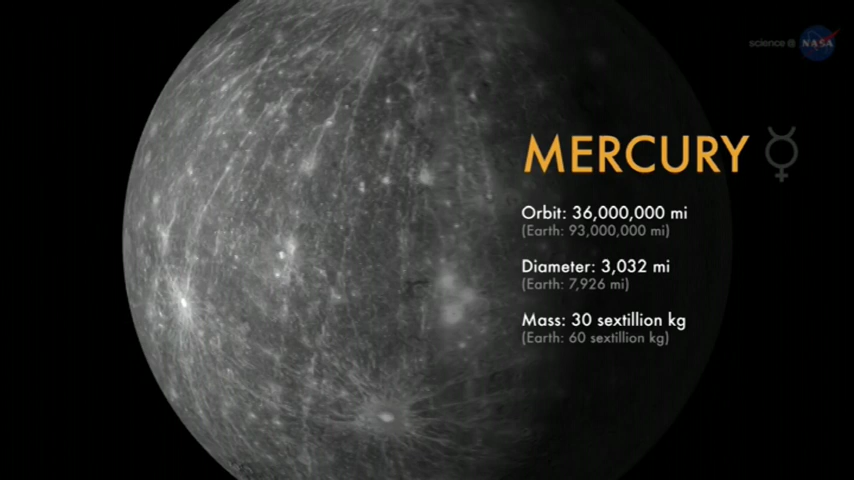 science @ NASA
MERCURY
Orbit: 36,000,000 mi
(Earth: 93,000,000 mi)
Diameter: 3,032 mi
(Earth: 7,926 mi)
Mass: 30 sextillion kg
(Earth: 60 sextillion kg)